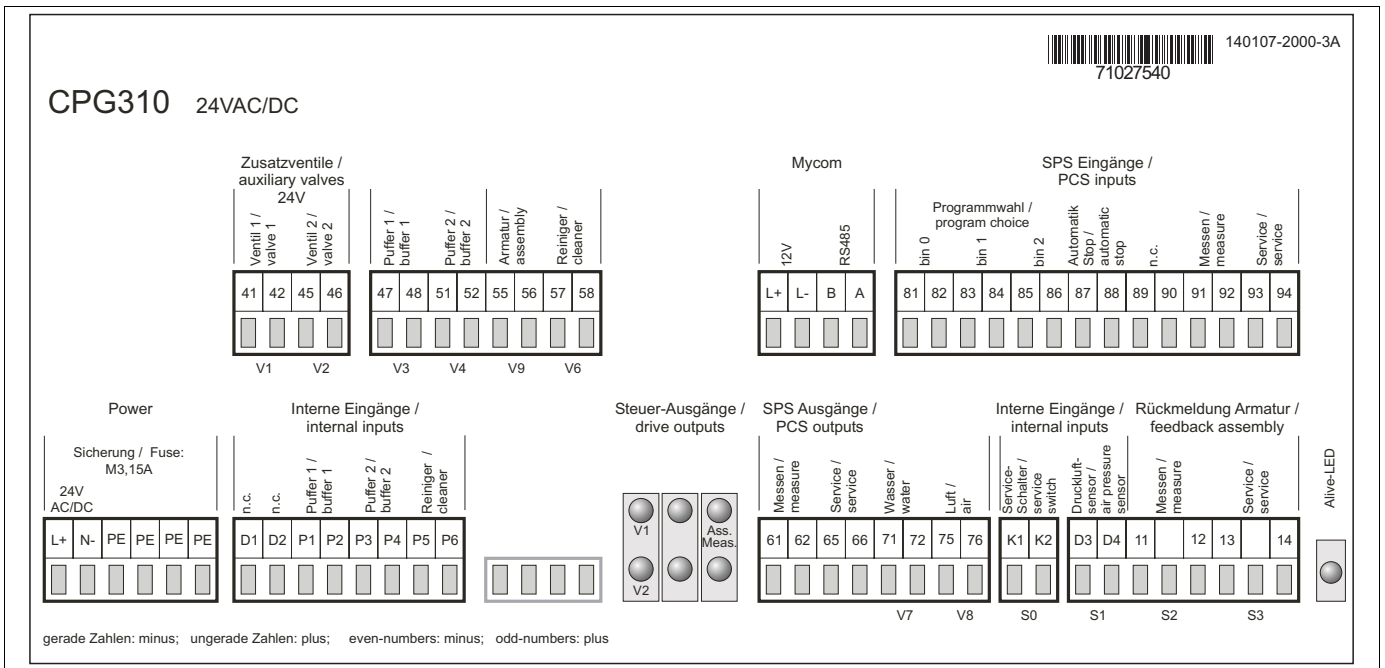 140107-2000-3A
71027540
CPG310 24VAC/DC
Zusatzventile /
auxiliary valves
24V
Ventil 1 /
valve 1
Ventil 2 /
valve 2
Puffer 1 /
buffer 1
Puffer 2 /
buffer 2
Armatur /
assembly
Reiniger /
cleaner
41 42 45 46
47 48 51 52 55 56 57 58
V1 V2
V3 V4 V9 V6
Mycom
12V
RS485
L+ L- B A
SPS Eingänge /
PCS inputs
Programmwahl /
program choice
bin 0
bin 1
bin 2
Automatik
Stop /
automatic
stop
n.c.
Messen /
measure
Service /
service
81 82 83 84 85 86 87 88 89 90 91 92 93 94
Power
Sicherung / Fuse:
M3,15A
24V
AC/DC
L+ N- PE PE PE PE
Interne Eingänge /
internal inputs
n.c.
n.c.
Puffer 1 /
buffer 1
Puffer 2 /
buffer 2
Reiniger /
cleaner
D1 D2 P1 P2 P3 P4 P5 P6
Steuer-Ausgänge /
drive outputs
V1
V2
Ass.
Meas.
SPS Ausgänge /
PCS outputs
Messen /
measure
Service /
service
Wasser /
water
Luft /
air
61 62 65 66 71 72 75 76
V7 V8
Interne Eingänge /
internal inputs
Service-
Schalter /
service
switch
Druckluft-
sensor /
air pressure
sensor
K1 K2
D3 D4 11 12 13 14
S0 S1 S2 S3
Rückmeldung Armatur /
feedback assembly
Messen /
measure
Service /
service
Alive-LED
gerade Zahlen: minus; ungerade Zahlen: plus; even-numbers: minus; odd-numbers: plus